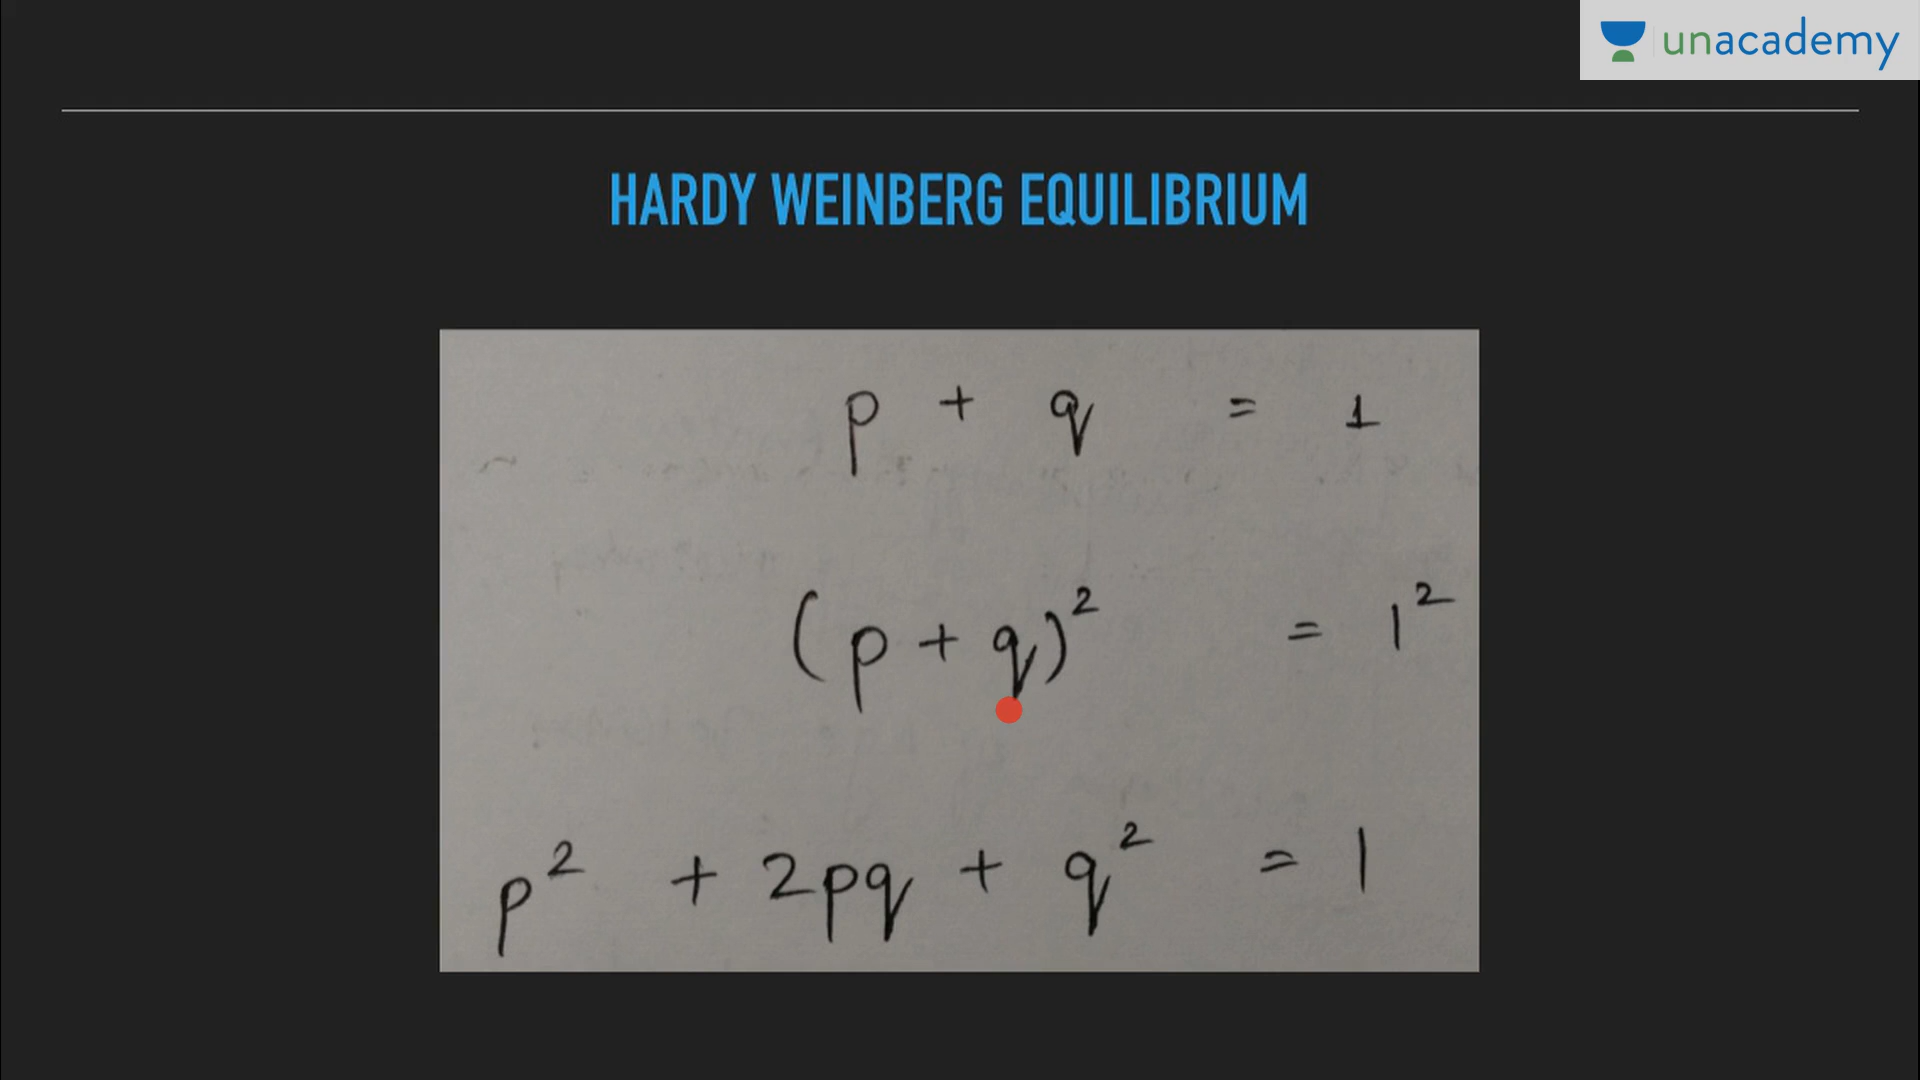 unacademy
HARDY WEINBERG EQUILIBRIUM
p + q = 1
(p + q)² = 1²
p² + 2pq + q² = 1